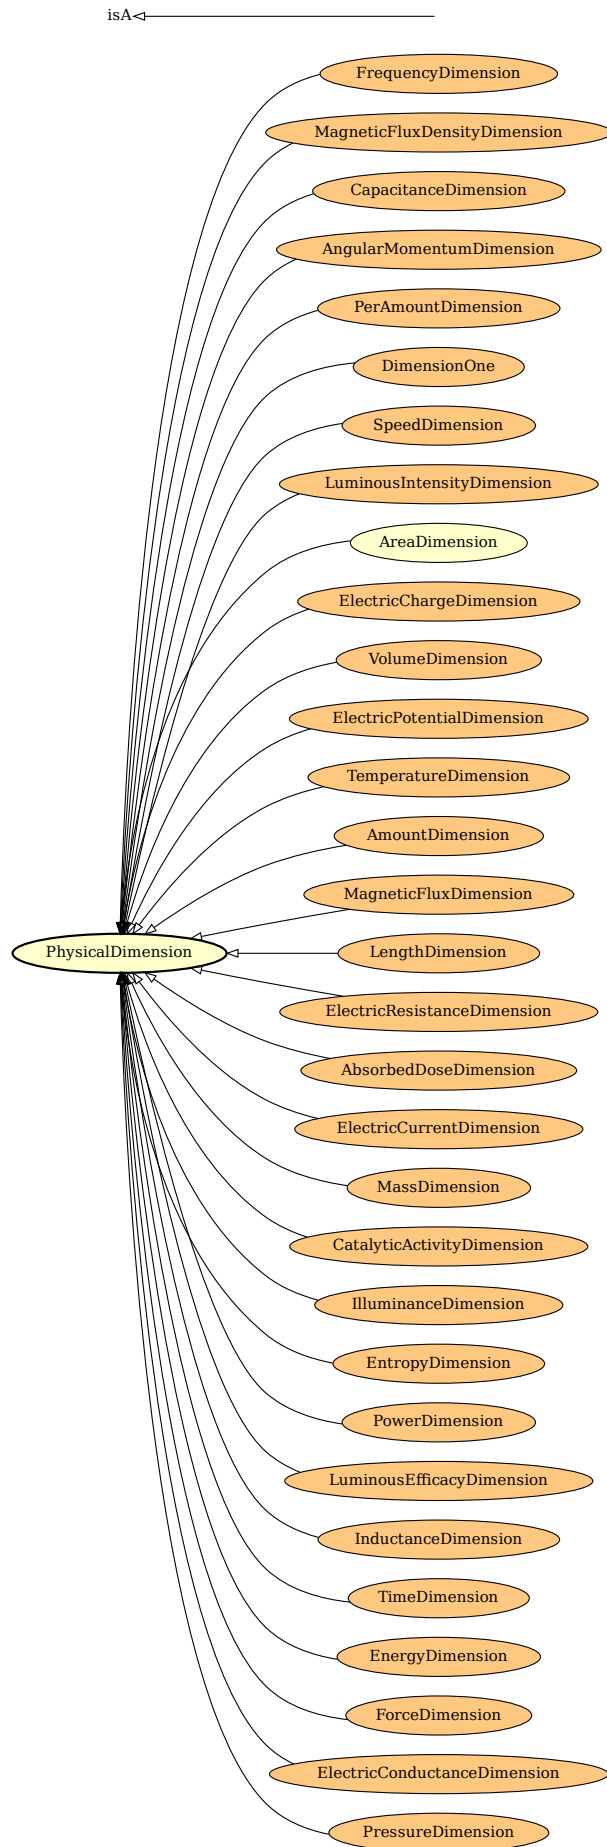 isA
FrequencyDimension
MagneticFluxDensityDimension
CapacitanceDimension
AngularMomentumDimension
PerAmountDimension
DimensionOne
SpeedDimension
LuminousIntensityDimension
AreaDimension
ElectricChargeDimension
VolumeDimension
ElectricPotentialDimension
TemperatureDimension
AmountDimension
MagneticFluxDimension
PhysicalDimension
LengthDimension
ElectricResistanceDimension
AbsorbedDoseDimension
ElectricCurrentDimension
MassDimension
CatalyticActivityDimension
IlluminanceDimension
EntropyDimension
PowerDimension
LuminousEfficacyDimension
InductanceDimension
TimeDimension
EnergyDimension
ForceDimension
ElectricConductanceDimension
PressureDimension